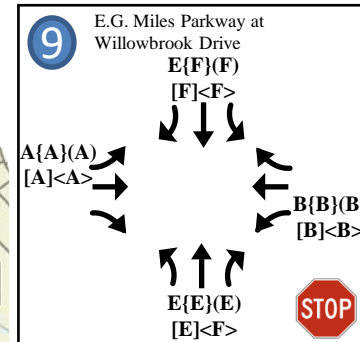 9
E.G. Miles Parkway at
Willowbrook Drive
E{F}(F)
[F]<F>
A{A}(A)
[A]<A>
B{B}(B
[B]<B>
E{E}(E)
[E]<F>
STOP